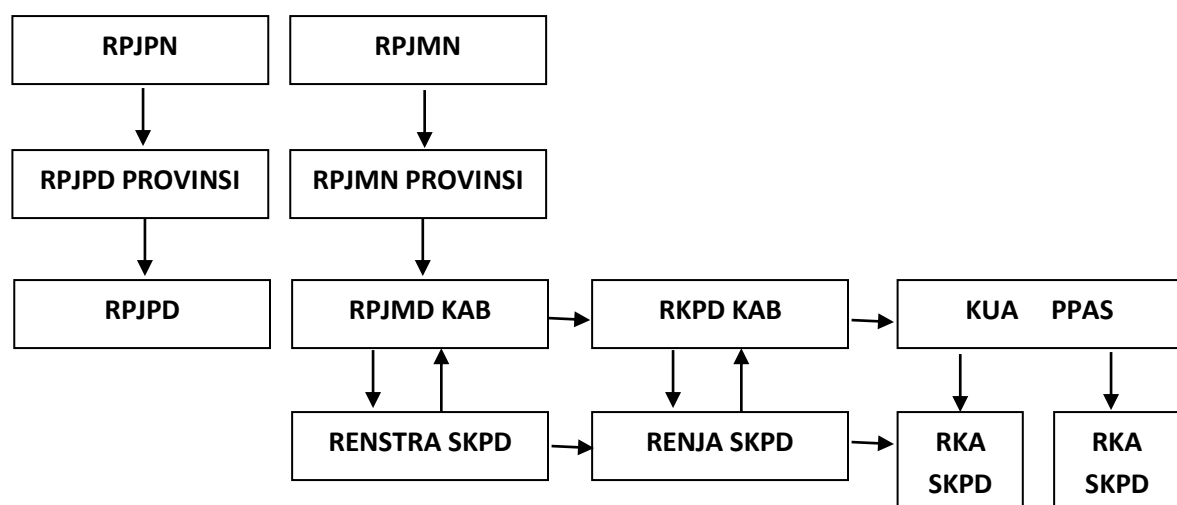 RPJPN
RPJMN
RPJPD PROVINSI
RPJMN PROVINSI
RPJPD
RPJMD KAB
RKPD KAB
KUA PPAS
RENSTRA SKPD
RENJA SKPD
RKA
SKPD
RKA
SKPD